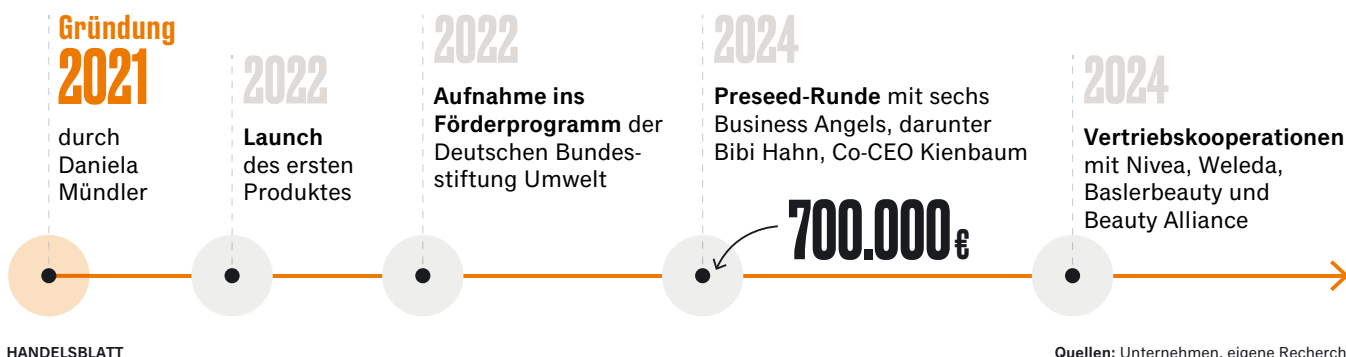 Gründung
2021
durch
Daniela
Mündler
2022
Launch
des ersten
Produktes
2022
Aufnahme ins
Förderprogramm der
Deutschen Bundes-
stiftung Umwelt
2024
Preseed-Runde mit sechs
Business Angels, darunter
Bibi Hahn, Co-CEO Kienbaum
700.000 €
2024
Vertriebskooperationen
mit Nivea, Weleda,
Baslerbeauty und
Beauty Alliance
HANDELSBLATT
Quellen: Unternehmen, eigene Recherch